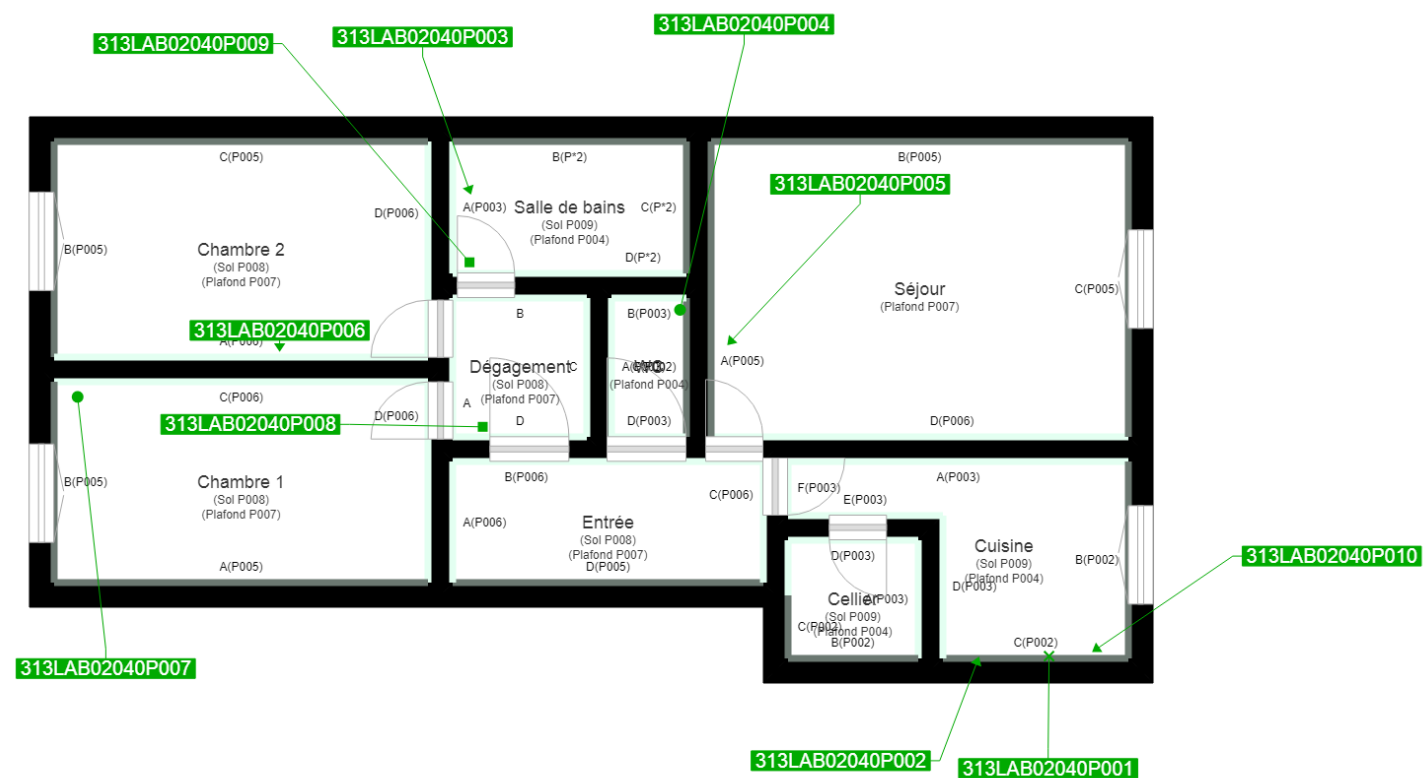 313LAB02040P004
313LAB02040P003
313LAB02040P009
C(P005)
B(P*2)
B(P005)
313LAB02040P005
A(P003)
Salle de bains
C(P*2)
D(P006)
(Sol P009)
(Plafond P004)
Chambre 2
B(P005)
(Sol P008)
(Plafond P007)
D(P*2)
Séjour
C(P005)
(Plafond P007)
B
B(P003)
313LAB02040P006
A(P006)
A(P005)
Dégagement
C
WC
(Sol P008)
(Plafond P007)
(Plafond P004)
C(P006)
A
D(P006)
313LAB02040P008
D
D(P003)
D(P006)
Chambre 1
B(P005)
(Sol P008)
(Plafond P007)
B(P006)
C(P006)
A(P003)
F(P003)
E(P003)
A(P006)
Entrée
(Sol P008)
(Plafond P007)
D(P005)
A(P005)
Cuisine
(Sol P009)
(Plafond P004)
B(P002)
D(P003)
313LAB02040P010
D(P003)
A(P003)
Cellier
(Sol P009)
(Plafond P004)
C(P002)
B(P002)
C(P002)
313LAB02040P007
313LAB02040P002
313LAB02040P001